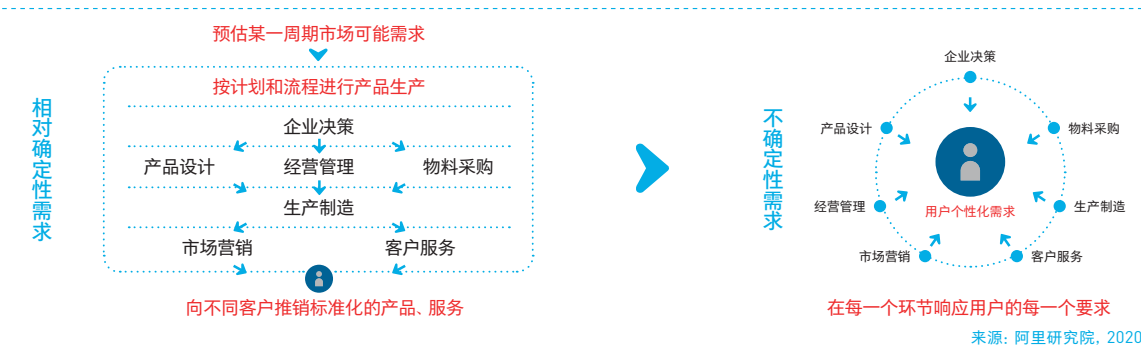 预估某一周期市场可能需求
按计划和流程进行产品生产
相对确定性需求
企业决策
产品设计 经营管理 物料采购
生产制造
市场营销 客户服务
向不同客户推销标准化的产品、服务
不确定性需求
企业决策
产品设计 物料采购
用户个性化需求
经营管理 生产制造
市场营销 客户服务
在每一个环节响应用户的每一个要求
来源: 阿里研究院, 2020